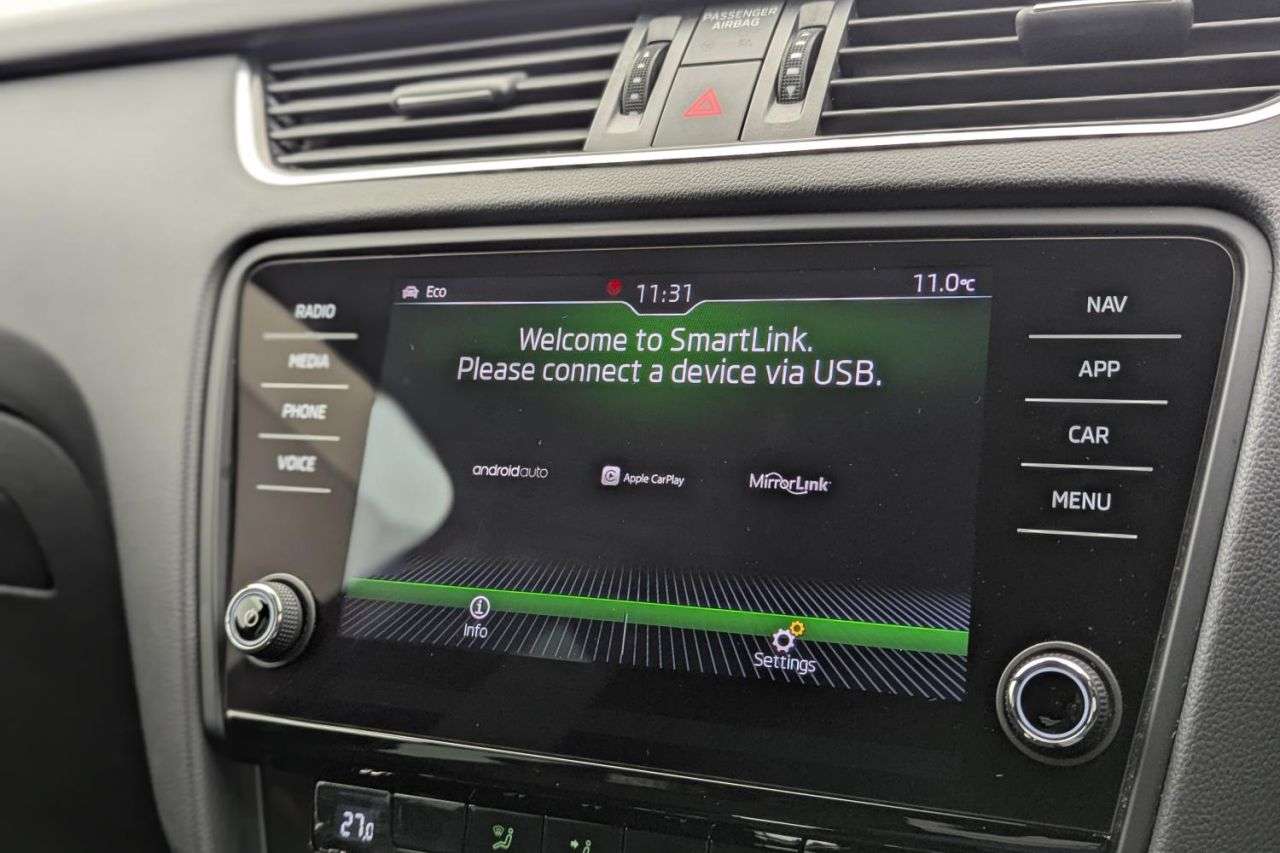 PASSENGER
AIRBAG
RADIO
MEDIA
PHONE
VOICE
Eco
11:31
11.0°C
Welcome to SmartLink.
Please connect a device via USB.
androidauto
Apple CarPlay
MirrorLink
Info
Settings
NAV
APP
CAR
MENU
27.0